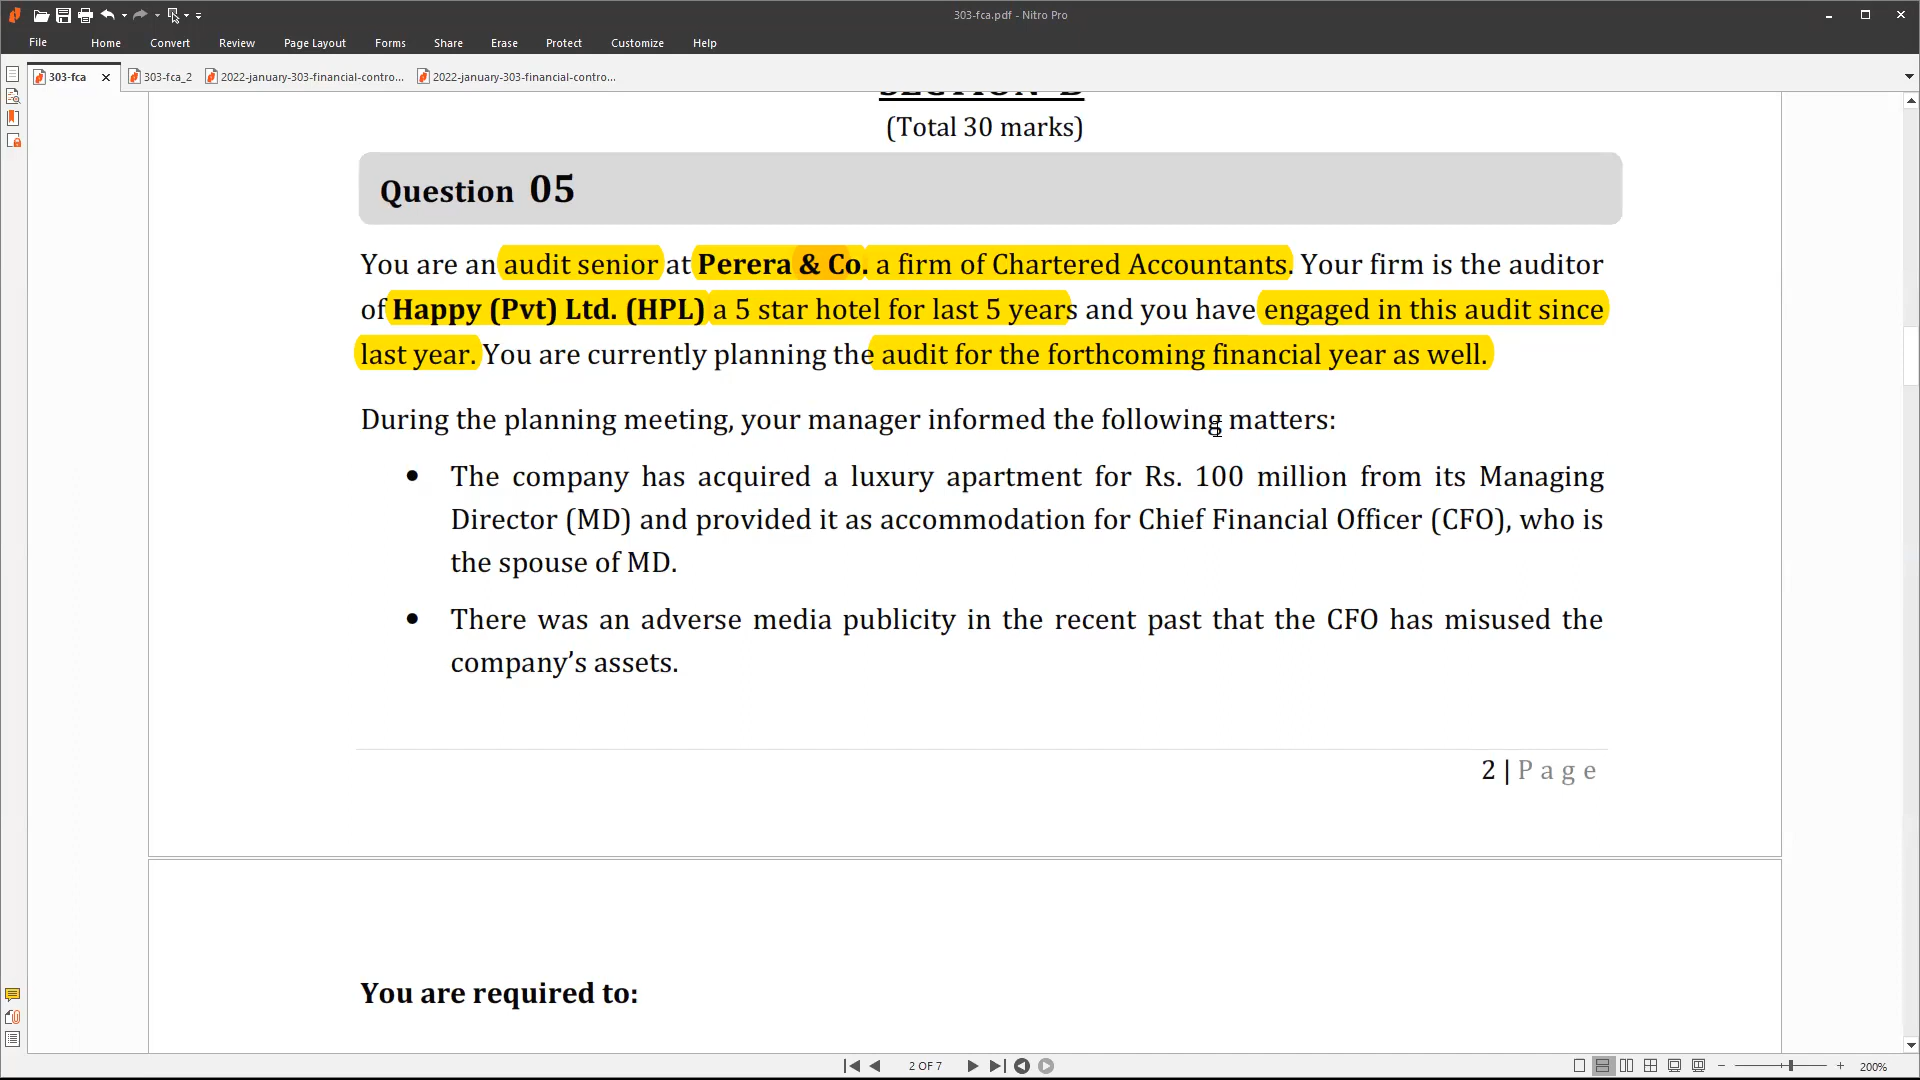 303-fca.pdf - Nitro Pro
File Home Convert Review Page Layout Forms Share Erase Protect Customize Help
303-fca 303-fca_2 2022-january-303-financial-contro... 2022-january-303-financial-contro...
(Total 30 marks)
Question 05
You are an audit senior at Perera & Co. a firm of Chartered Accountants. Your firm is the auditor
of Happy (Pvt) Ltd. (HPL) a 5 star hotel for last 5 years and you have engaged in this audit since
last year. You are currently planning the audit for the forthcoming financial year as well.
During the planning meeting, your manager informed the following matters:
• The company has acquired a luxury apartment for Rs. 100 million from its Managing
Director (MD) and provided it as accommodation for Chief Financial Officer (CFO), who is
the spouse of MD.
• There was an adverse media publicity in the recent past that the CFO has misused the
company’s assets.
2 | Page
You are required to:
2 OF 7
200%